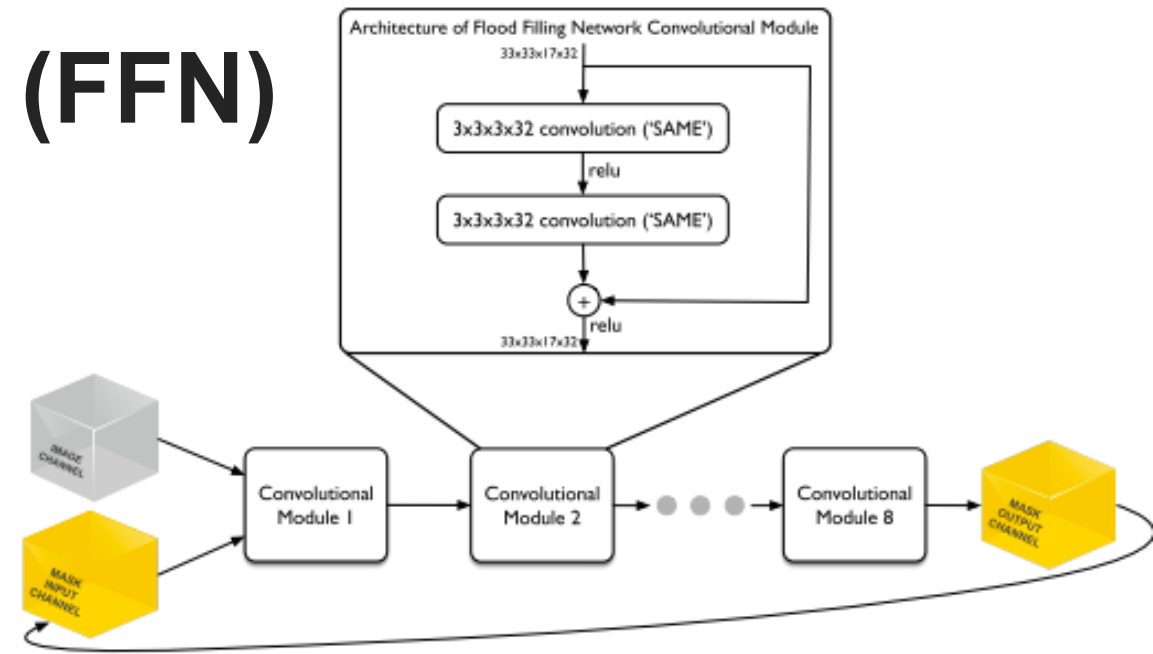 (FFN)
Architecture of Flood Filling Network Convolutional Module
33x33x17x32
3x3x3x32 convolution ('SAME')
relu
3x3x3x32 convolution ('SAME')
+
relu
33x33x17x32
IMAGE
CHANNEL
MASK
INPUT
CHANNEL
Convolutional
Module 1
Convolutional
Module 2
Convolutional
Module 8
MASK
OUTPUT
CHANNEL